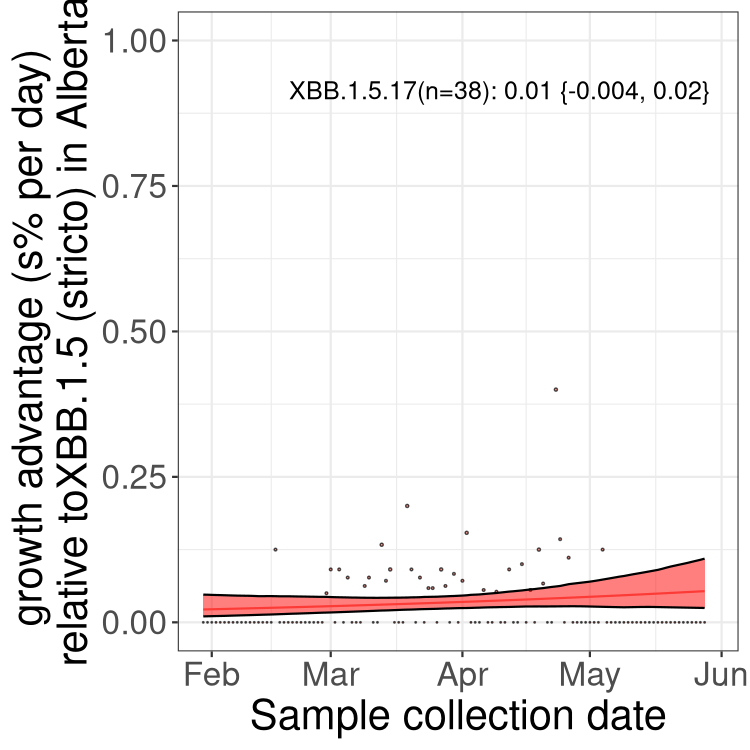 growth advantage (s% per day)
relative toXBB.1.5 (stricto) in Alberta
1.00
0.75
0.50
0.25
0.00
XBB.1.5.17(n=38): 0.01 {-0.004, 0.02}
Feb Mar Apr May Jun
Sample collection date